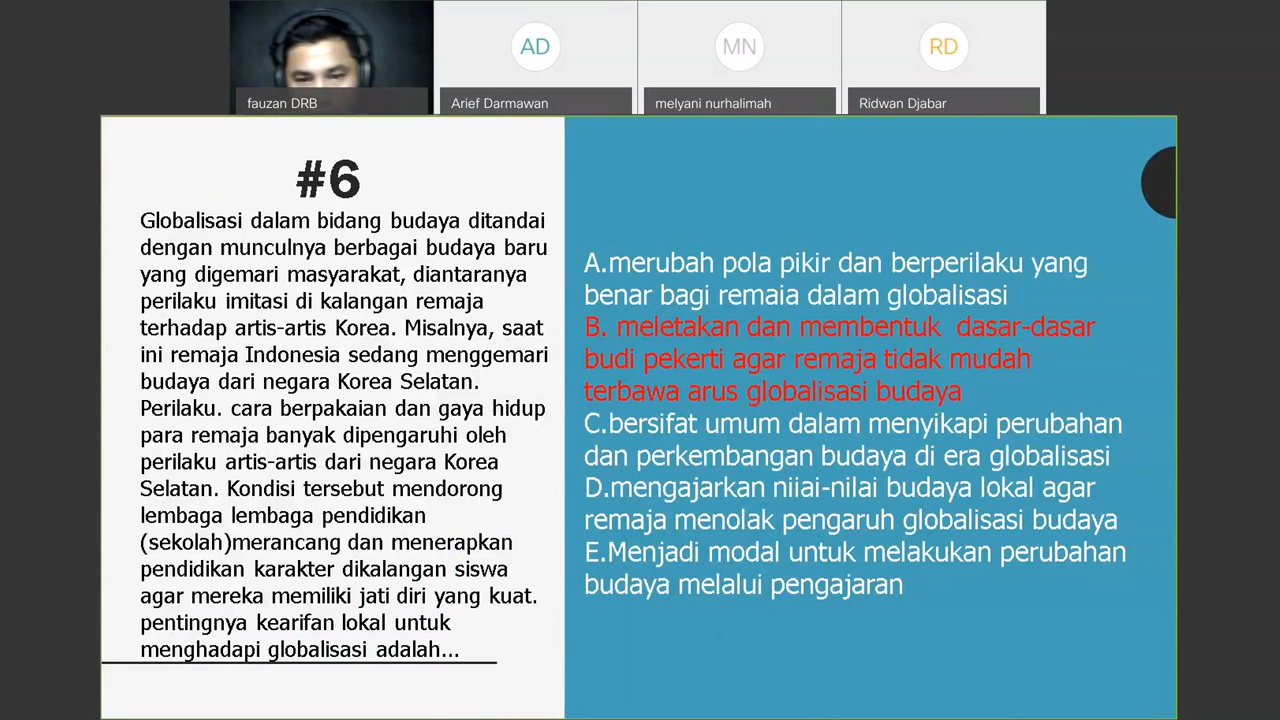 AD
MN
RD
fauzan DRB
Arief Darmawan
melyani nurhalimah
Ridwan Djabar
#6
Globalisasi dalam bidang budaya ditandai
dengan munculnya berbagai budaya baru
yang digemari masyarakat, diantaranya
perilaku imitasi di kalangan remaja
terhadap artis-artis Korea. Misalnya, saat
ini remaja Indonesia sedang menggemari
budaya dari negara Korea Selatan.
Perilaku. cara berpakaian dan gaya hidup
para remaja banyak dipengaruhi oleh
perilaku artis-artis dari negara Korea
Selatan. Kondisi tersebut mendorong
lembaga lembaga pendidikan
(sekolah)merancang dan menerapkan
pendidikan karakter dikalangan siswa
agar mereka memiliki jati diri yang kuat.
pentingnya kearifan lokal untuk
menghadapi globalisasi adalah...
A.merubah pola pikir dan berperilaku yang
benar bagi remaia dalam globalisasi
B. meletakan dan membentuk  dasar-dasar
budi pekerti agar remaja tidak mudah
terbawa arus globalisasi budaya
C.bersifat umum dalam menyikapi perubahan
dan perkembangan budaya di era globalisasi
D.mengajarkan niiai-nilai budaya lokal agar
remaja menolak pengaruh globalisasi budaya
E.Menjadi modal untuk melakukan perubahan
budaya melalui pengajaran